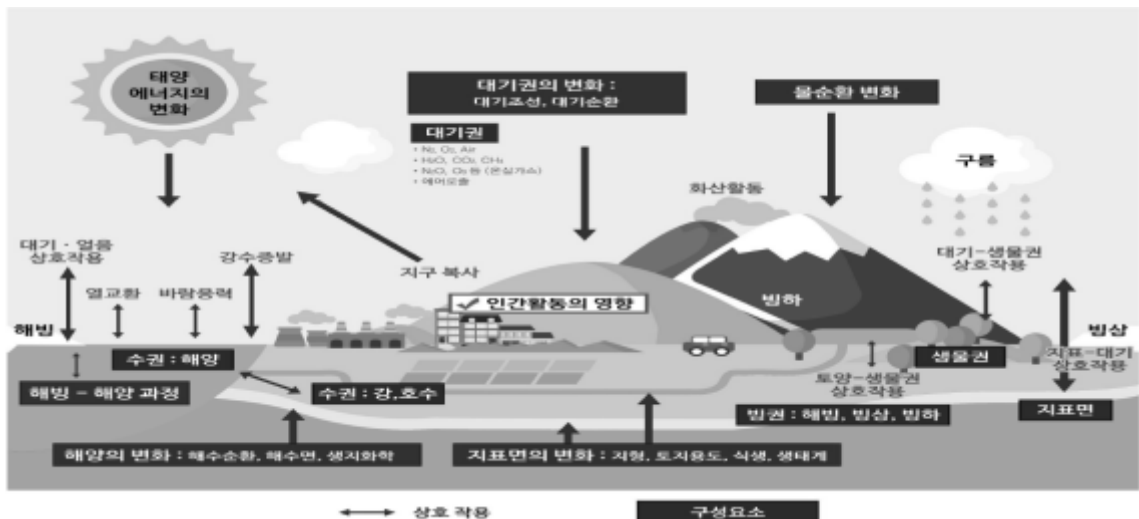 태양
에너지의
변화
대기권의 변화 :
대기조성, 대기순환
물순환 변화
대기권
• N₂, O₂, Air
• H₂O, CO₂, CH₄
• N₂O, O₃ 등 (온실가스)
• 에어로졸
구름
화산활동
대기 · 얼음
상호작용
강수증발
대기-생물권
상호작용
지구 복사
열교환
바람응력
✓ 인간활동의 영향
빙하
해빙
빙상
수권 : 해양
생물권
지표-대기
상호작용
해빙 - 해양 과정
수권 : 강, 호수
토양-생물권
상호작용
빙권 : 해빙, 빙상, 빙하
지표면
해양의 변화 : 해수순환, 해수면, 생지화학
지표면의 변화 : 지형, 토지용도, 식생, 생태계
상호 작용
구성요소